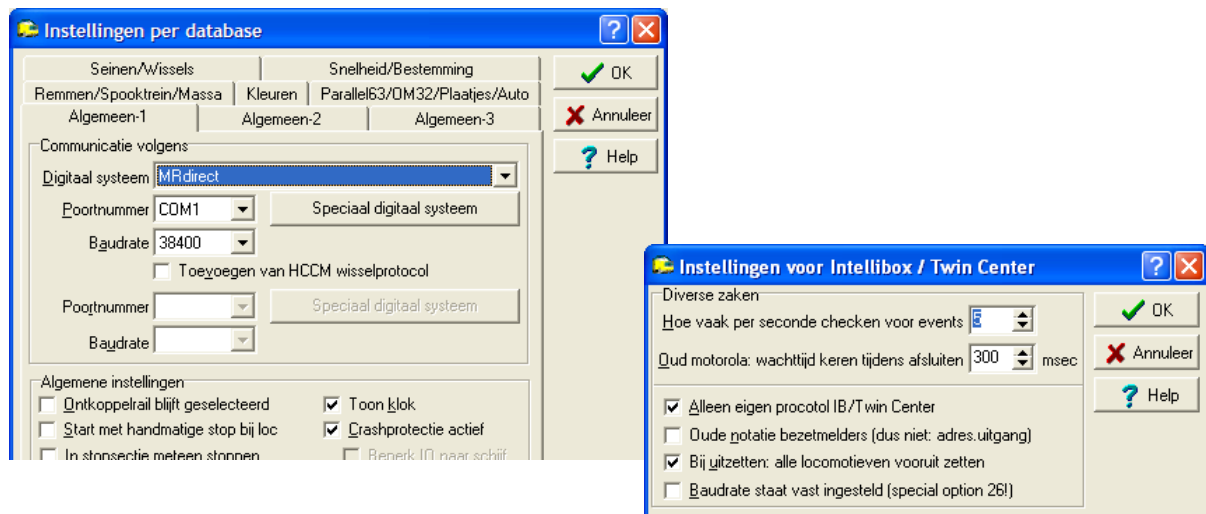 Instellingen per database
Seinen/Wissels Snelheid/Bestemming
Remmen/Spooktrein/Massa Kleuren Parallel63/OM32/Plaatjes/Auto
Algemeen-1 Algemeen-2 Algemeen-3
OK
Annuleer
Help
Communicatie volgens
Digitaal systeem MRdirect
Poortnummer COM1 Speciaal digitaal systeem
Baudrate 38400
Toevoegen van HCCM wisselprotocol
Poortnummer Speciaal digitaal systeem
Baudrate
Algemene instellingen
Ontkoppelrail blijft geselecteerd Toon klok
Start met handmatige stop bij loc Crashprotectie actief
In stopsectie meteen stoppen Beperk IO naar schijf
Instellingen voor Intellibox / Twin Center
Diverse zaken
Hoe vaak per seconde checken voor events 5
Oud motorola: wachttijd keren tijdens afsluiten 300 msec
OK
Annuleer
Help
Alleen eigen procotol IB/Twin Center
Oude notatie bezetmelders (dus niet: adres.uitgang)
Bij uitzetten: alle locomotieven vooruit zetten
Baudrate staat vast ingesteld (special option 26!)